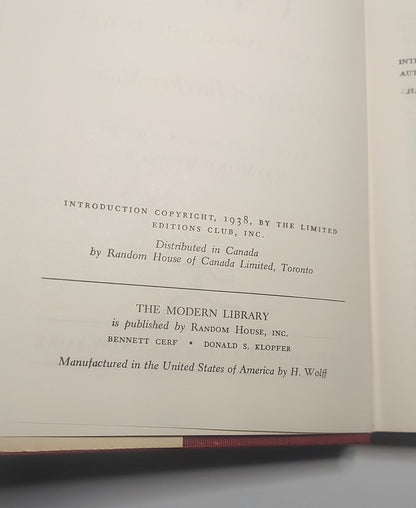 INTRODUCTION COPYRIGHT, 1938, BY THE LIMITED
EDITIONS CLUB, INC.
Distributed in Canada
by Random House of Canada Limited, Toronto
THE MODERN LIBRARY
is published by RANDOM HOUSE, INC.
BENNETT CERF • DONALD S. KLOPFER
Manufactured in the United States of America by H. Wolff